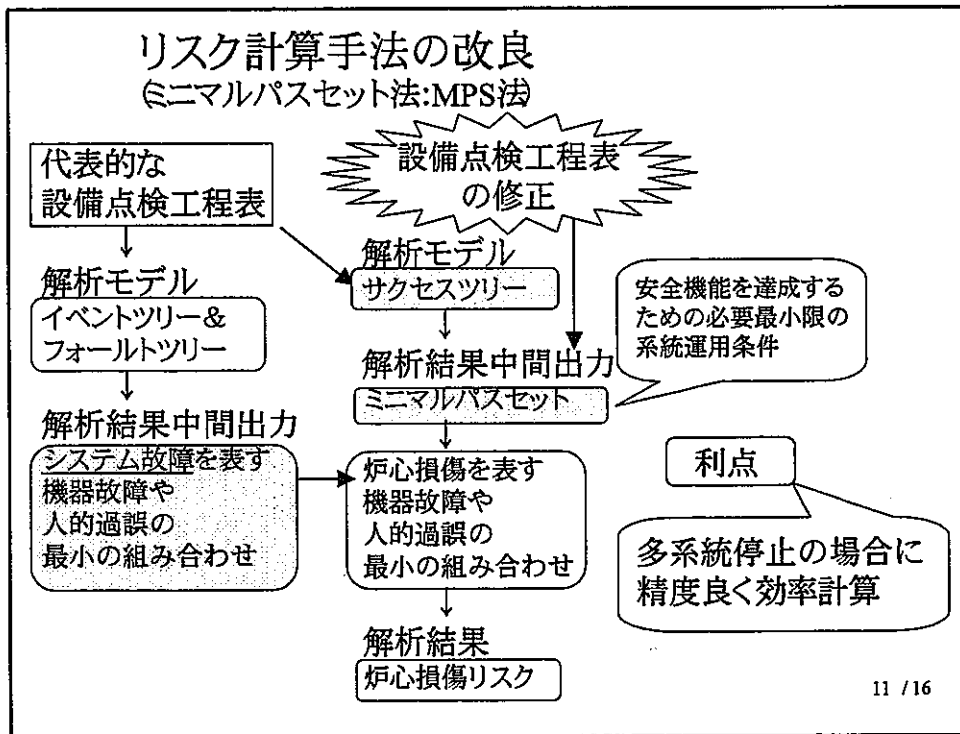 リスク計算手法の改良
(ミニマルパスセット法:MPS法)
代表的な
設備点検工程表
設備点検工程表
の修正
解析モデル
イベントツリー&
フォールトツリー
解析モデル
サクセスツリー
安全機能を達成する
ための必要最小限の
系統運用条件
解析結果中間出力
ミニマルパスセット
解析結果中間出力
システム故障を表す
機器故障や
人的過誤の
最小の組み合わせ
炉心損傷を表す
機器故障や
人的過誤の
最小の組み合わせ
利点
多系統停止の場合に
精度良く効率計算
解析結果
炉心損傷リスク
11 / 16